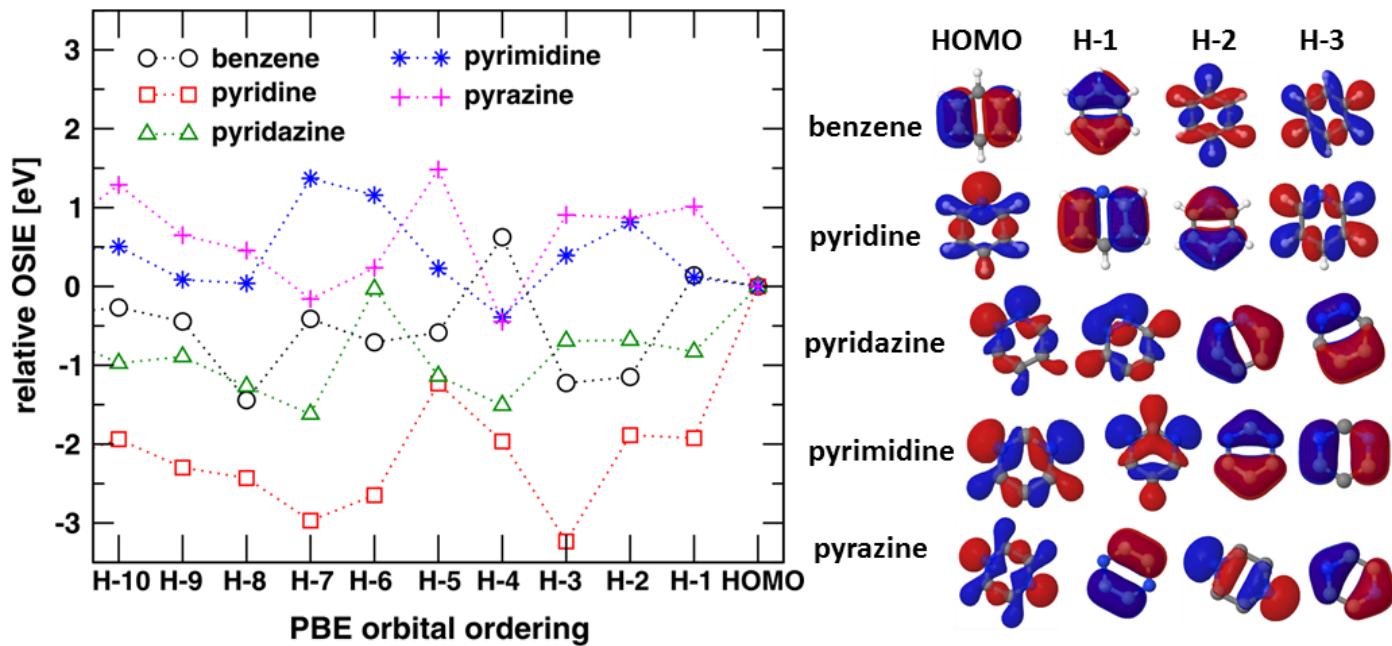 3
2
1
0
-1
-2
-3
relative OSIE [eV]
benzene
pyridine
pyridazine
pyrimidine
pyrazine
H-10 H-9 H-8 H-7 H-6 H-5 H-4 H-3 H-2 H-1 HOMO
PBE orbital ordering
HOMO H-1 H-2 H-3
benzene
pyridine
pyridazine
pyrimidine
pyrazine